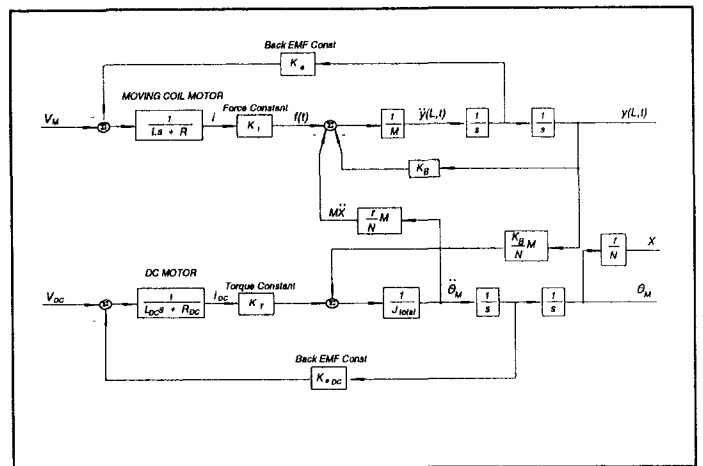 Back EMF Const
K e
MOVING COIL MOTOR
V_M
Σ
1
Ls + R
i
Force Constant
K_f
f(t)
Σ
1
M
ÿ(L,t)
1
s
1
s
y(L,t)
K_B
MẌ
r
N
M
K_B
N
M
r
N
X
DC MOTOR
V_DC
Σ
1
L_DC s + R_DC
i_DC
Torque Constant
K_T
Σ
1
J_total
θ̈_M
1
s
1
s
θ_M
Back EMF Const
K_e DC